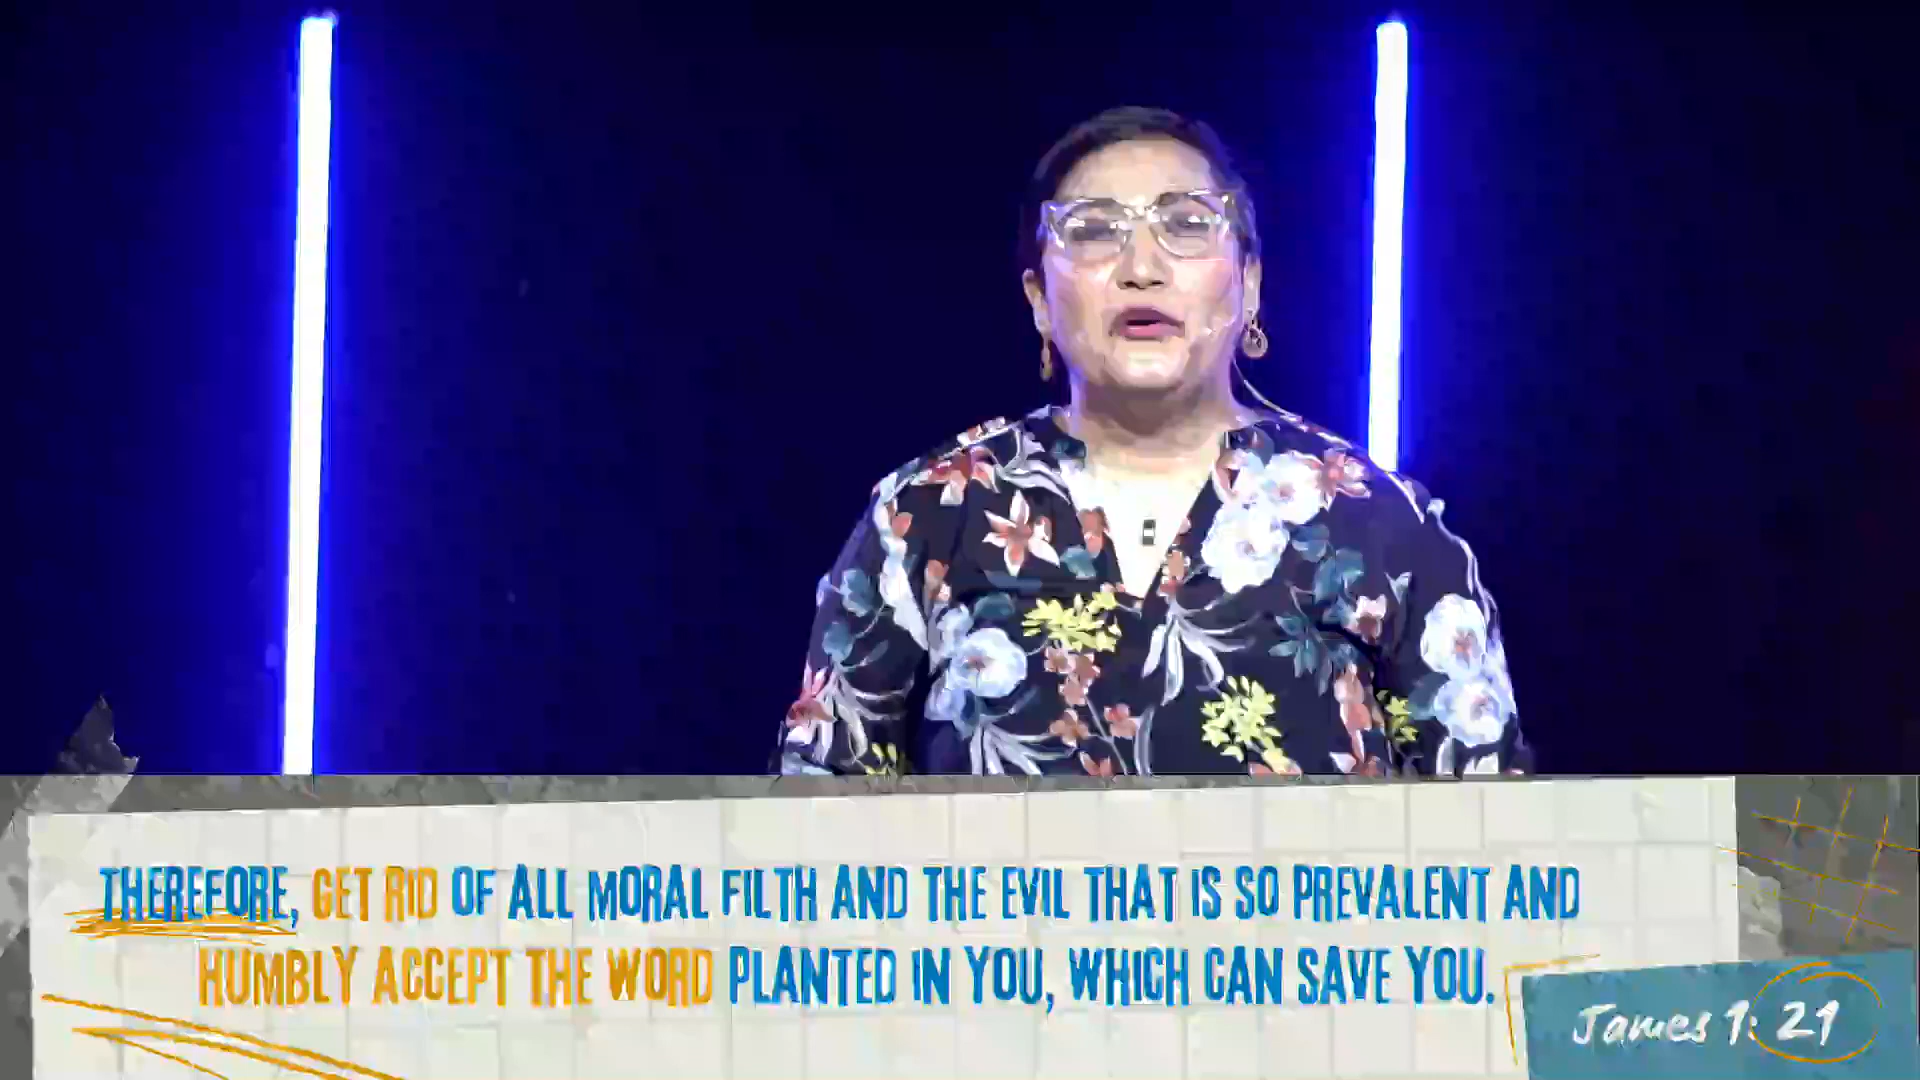 THEREFORE, GET RID OF ALL MORAL FILTH AND THE EVIL THAT IS SO PREVALENT AND
HUMBLY ACCEPT THE WORD PLANTED IN YOU, WHICH CAN SAVE YOU.
James 1: 21